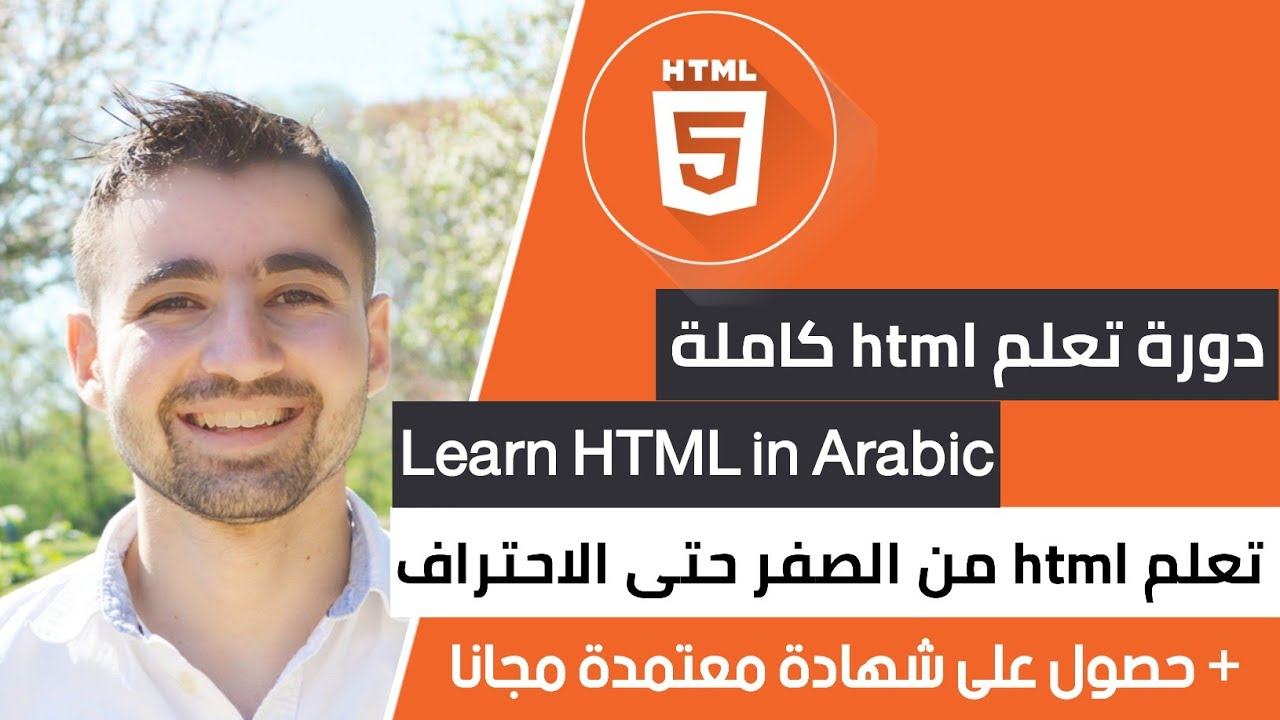 HTML
5
دورة تعلم html كاملة
Learn HTML in Arabic
تعلم html من الصفر حتى الاحتراف
+ حصول على شهادة معتمدة مجانا